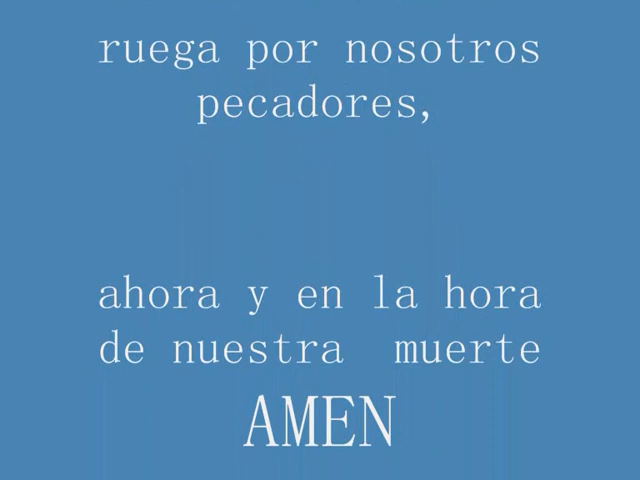 ruega por nosotros
pecadores,
ahora y en la hora
de nuestra  muerte
AMEN